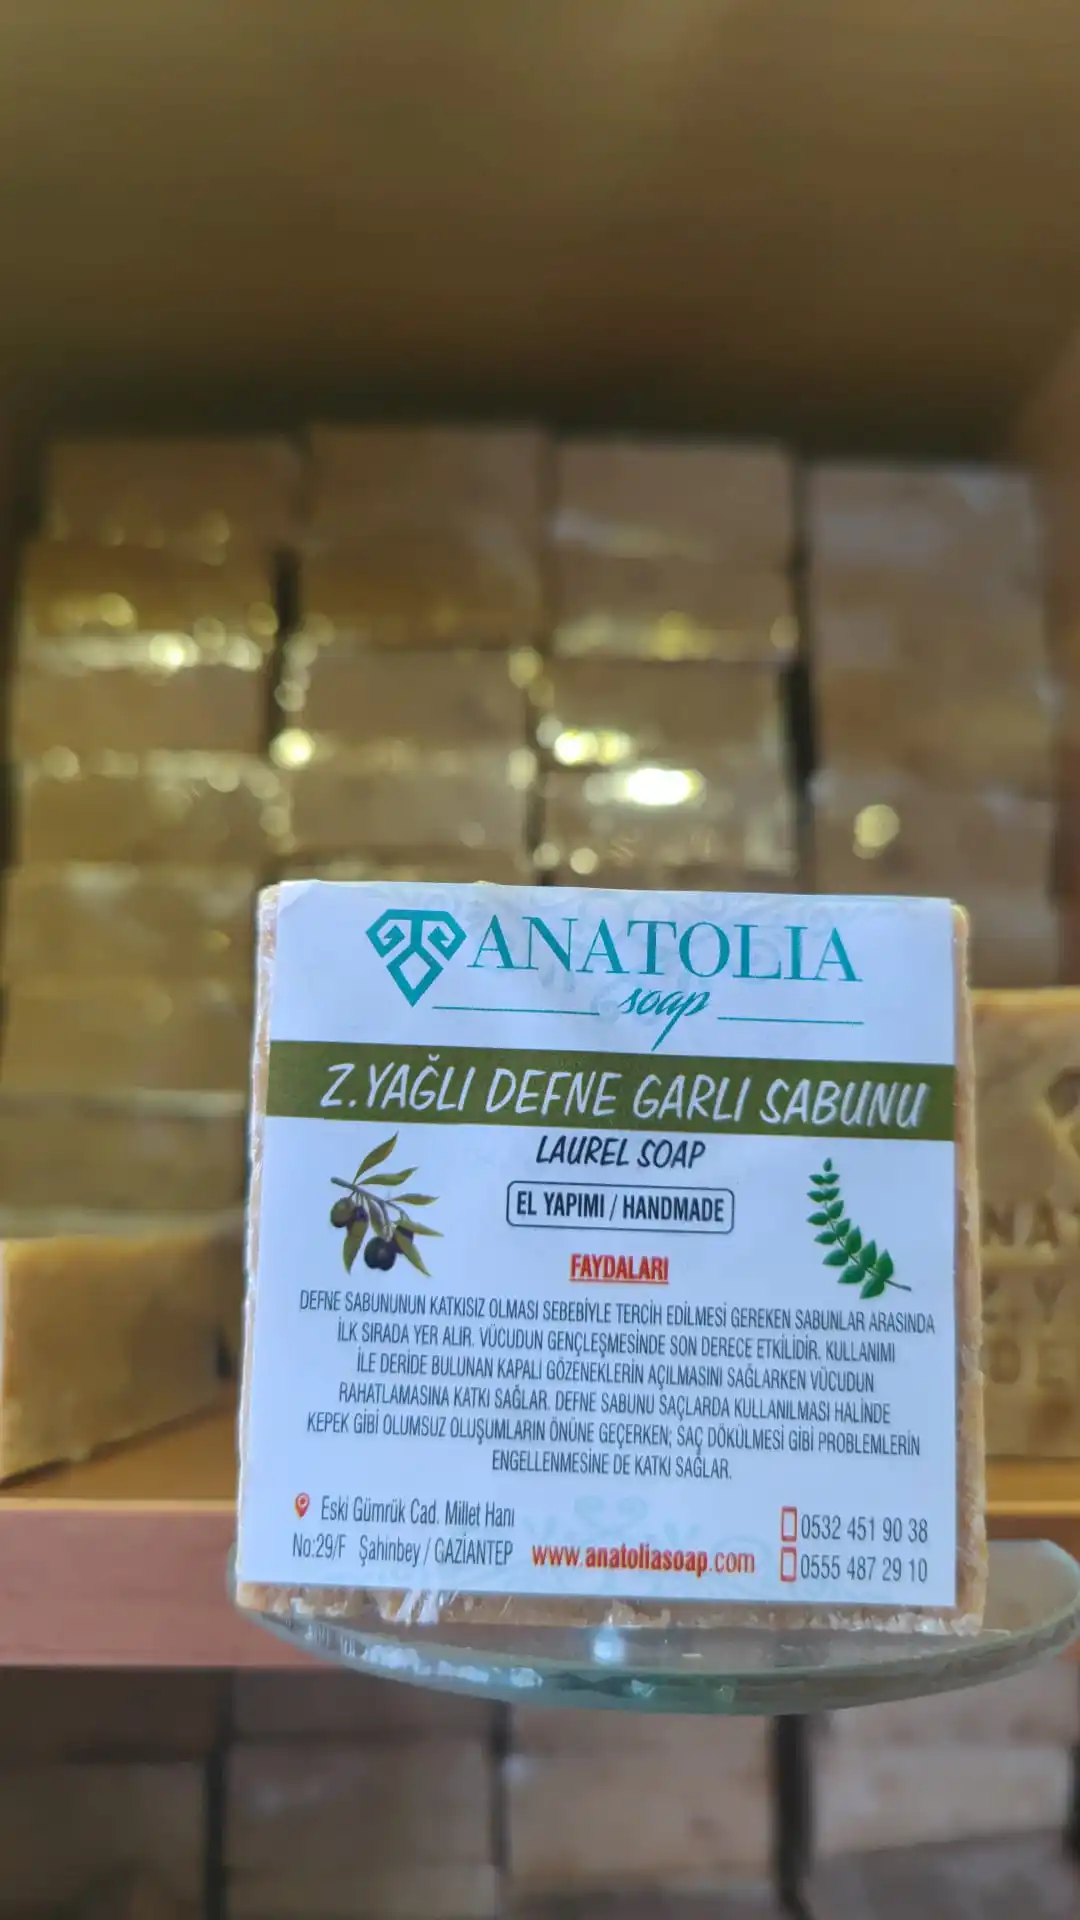 ANATOLIA
soap
Z.YAĞLI DEFNE GARLI SABUNU
LAUREL SOAP
EL YAPIMI / HANDMADE
FAYDALARI
DEFNE SABUNUNUN KATKISIZ OLMASI SEBEBİYLE TERCİH EDİLMESİ GEREKEN SABUNLAR ARASINDA
İLK SIRADA YER ALIR. VÜCUDUN GENÇLEŞMESİNDE SON DERECE ETKİLİDİR. KULLANIMI
İLE DERİDE BULUNAN KAPALI GÖZENEKLERİN AÇILMASINI SAĞLARKEN VÜCUDUN
RAHATLAMASINA KATKI SAĞLAR. DEFNE SABUNU SAÇLARDA KULLANILMASI HALİNDE
KEPEK GİBİ OLUMSUZ OLUŞUMLARIN ÖNÜNE GEÇERKEN; SAÇ DÖKÜLMESİ GİBİ PROBLEMLERİN
ENGELLENMESİNE DE KATKI SAĞLAR.
Eski Gümrük Cad. Millet Hanı
No:29/F Şahinbey / GAZİANTEP
www.anatoliasoap.com
0532 451 90 38
0555 487 29 10